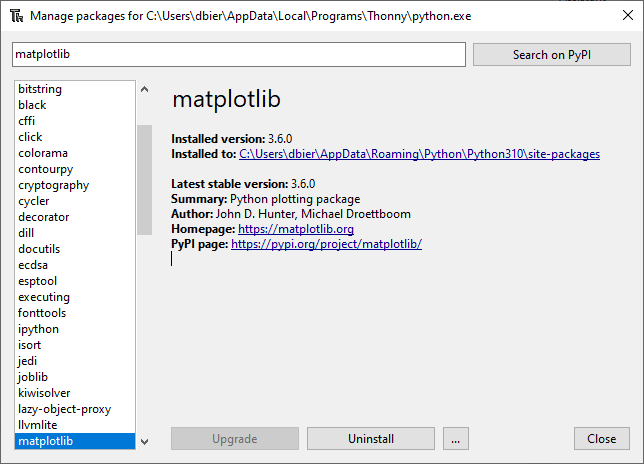 Manage packages for C:\Users\dbier\AppData\Local\Programs\Thonny\python.exe
matplotlib
Search on PyPI
bitstring
black
cffi
click
colorama
contourpy
cryptography
cycler
decorator
dill
docutils
ecdsa
esptool
executing
fonttools
ipython
isort
jedi
joblib
kiwisolver
lazy-object-proxy
llvmlite
matplotlib
matplotlib
Installed version: 3.6.0
Installed to: C:\Users\dbier\AppData\Roaming\Python\Python310\site-packages
Latest stable version: 3.6.0
Summary: Python plotting package
Author: John D. Hunter, Michael Droettboom
Homepage: https://matplotlib.org
PyPI page: https://pypi.org/project/matplotlib/
Upgrade
Uninstall
...
Close